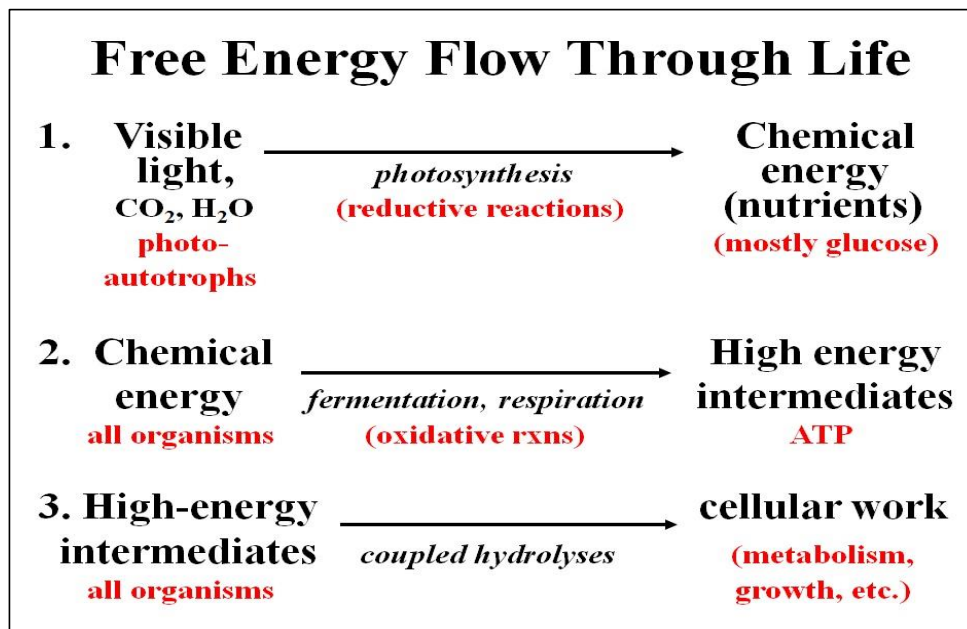 Free Energy Flow Through Life
1. Visible light, CO₂, H₂O photo-autotrophs
photosynthesis
(reductive reactions)
Chemical energy (nutrients)
(mostly glucose)
2. Chemical energy
all organisms
fermentation, respiration
(oxidative rxns)
High energy intermediates
ATP
3. High-energy intermediates
all organisms
coupled hydrolyses
cellular work
(metabolism, growth, etc.)